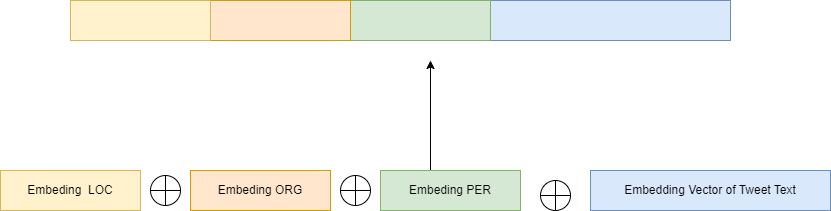 Embeding LOC
Embeding ORG
Embeding PER
Embedding Vector of Tweet Text